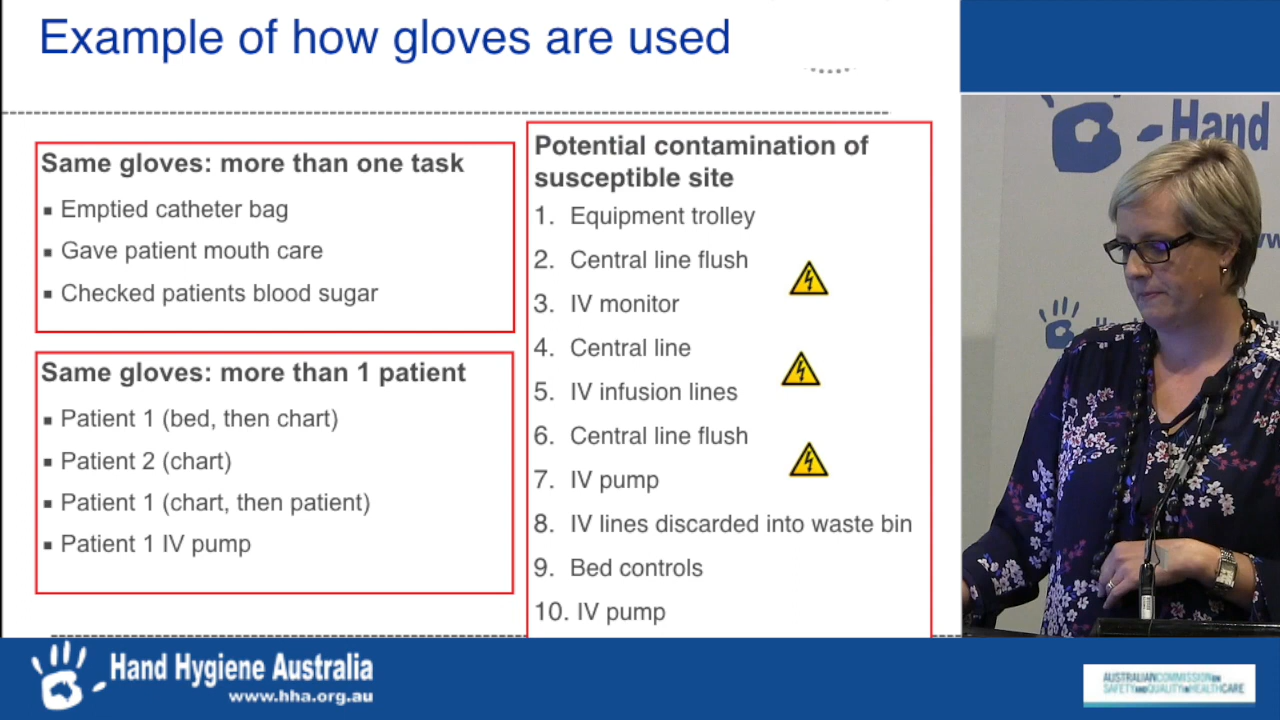 Example of how gloves are used
Same gloves: more than one task
Emptied catheter bag
Gave patient mouth care
Checked patients blood sugar
Same gloves: more than 1 patient
Patient 1 (bed, then chart)
Patient 2 (chart)
Patient 1 (chart, then patient)
Patient 1 IV pump
Potential contamination of
susceptible site
1. Equipment trolley
2. Central line flush
3. IV monitor
4. Central line
5. IV infusion lines
6. Central line flush
7. IV pump
8. IV lines discarded into waste bin
9. Bed controls
10. IV pump
Hand
Hand Hygiene Australia
www.hha.org.au
AUSTRALIANCOMMISSIONON
SAFETYANDQUALITYINHEALTHCARE